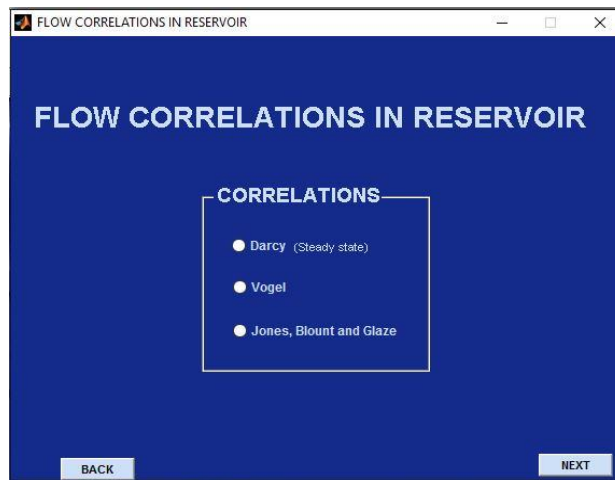 FLOW CORRELATIONS IN RESERVOIR
FLOW CORRELATIONS IN RESERVOIR
CORRELATIONS
Darcy (Steady state)
Vogel
Jones, Blount and Glaze
BACK
NEXT